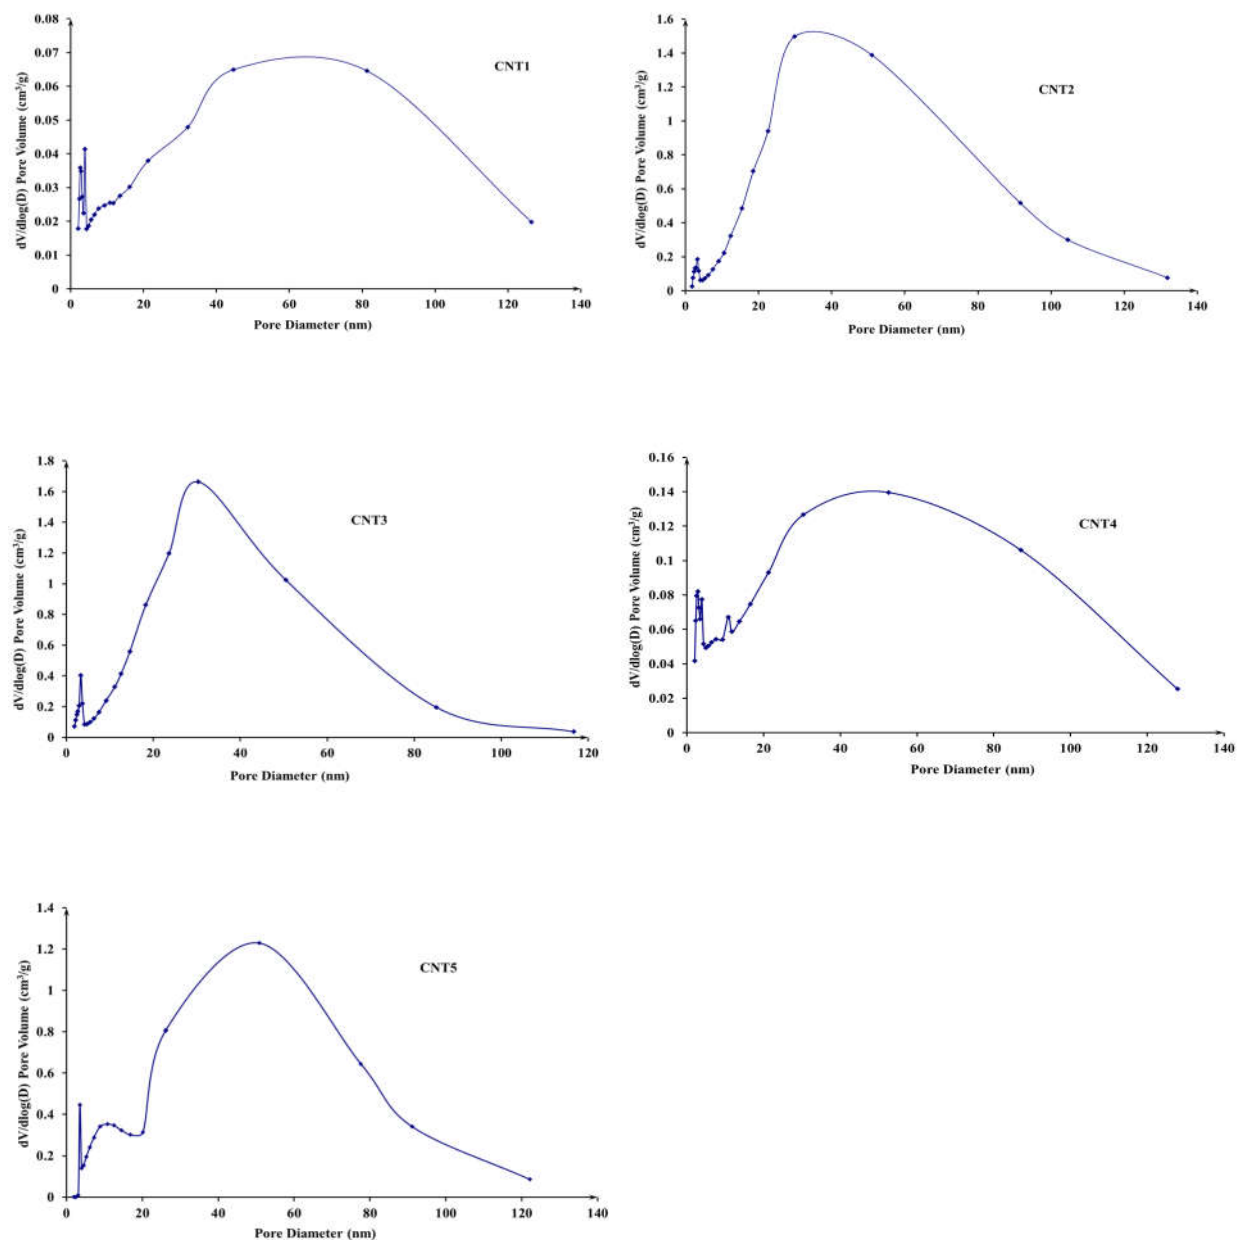 0.08
0.07
0.06
0.05
0.04
0.03
0.02
0.01
0
dV/dlog(D) Pore Volume (cm³/g)
CNT1
0 20 40 60 80 100 120 140
Pore Diameter (nm)
1.6
1.4
1.2
1
0.8
0.6
0.4
0.2
0
dV/dlog(D) Pore Volume (cm³/g)
CNT2
0 20 40 60 80 100 120 140
Pore Diameter (nm)
1.8
1.6
1.4
1.2
1
0.8
0.6
0.4
0.2
0
dV/dlog(D) Pore Volume (cm³/g)
CNT3
0 20 40 60 80 100 120
Pore Diameter (nm)
0.16
0.14
0.12
0.1
0.08
0.06
0.04
0.02
0
dV/dlog(D) Pore Volume (cm³/g)
CNT4
0 20 40 60 80 100 120 140
Pore Diameter (nm)
1.4
1.2
1
0.8
0.6
0.4
0.2
0
dV/dlog(D) Pore Volume (cm³/g)
CNT5
0 20 40 60 80 100 120 140
Pore Diameter (nm)